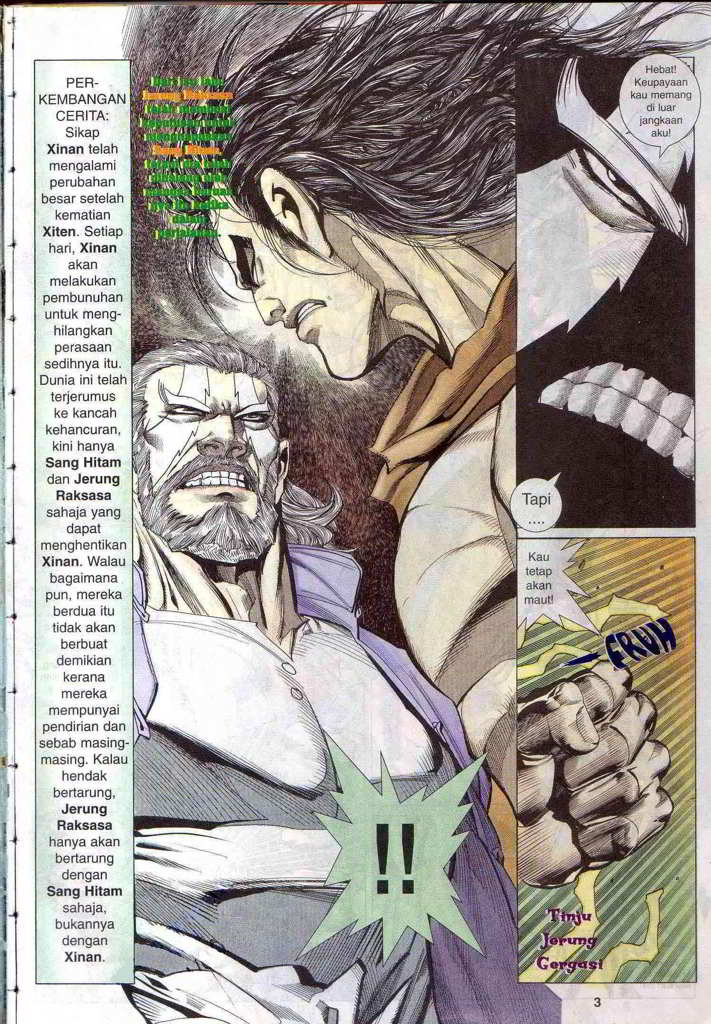 PER-
KEMBANGAN
CERITA:
Sikap
Xinan telah
mengalami
perubahan
besar setelah
kematian
Xiten. Setiap
hari, Xinan
akan
melakukan
pembunuhan
untuk meng-
hilangkan
perasaan
sedihnya itu.
Dunia ini telah
terjerumus
ke kancah
kehancuran,
kini hanya
Sang Hitam
dan Jerung
Raksasa
sahaja yang
dapat
menghentikan
Xinan. Walau
bagaimana
pun, mereka
berdua itu
tidak akan
berbuat
demikian
kerana
mereka
mempunyai
pendirian dan
sebab masing-
masing. Kalau
hendak
bertarung,
Jerung
Raksasa
hanya akan
bertarung
dengan
Sang Hitam
sahaja,
bukannya
dengan
Xinan.
Hebat!
Keupayaan
kau memang
di luar
jangkaan
aku!
Tapi
....
Kau
tetap
akan
maut!
FRUH
!!
Tinju
Jerung
Gergasi
3